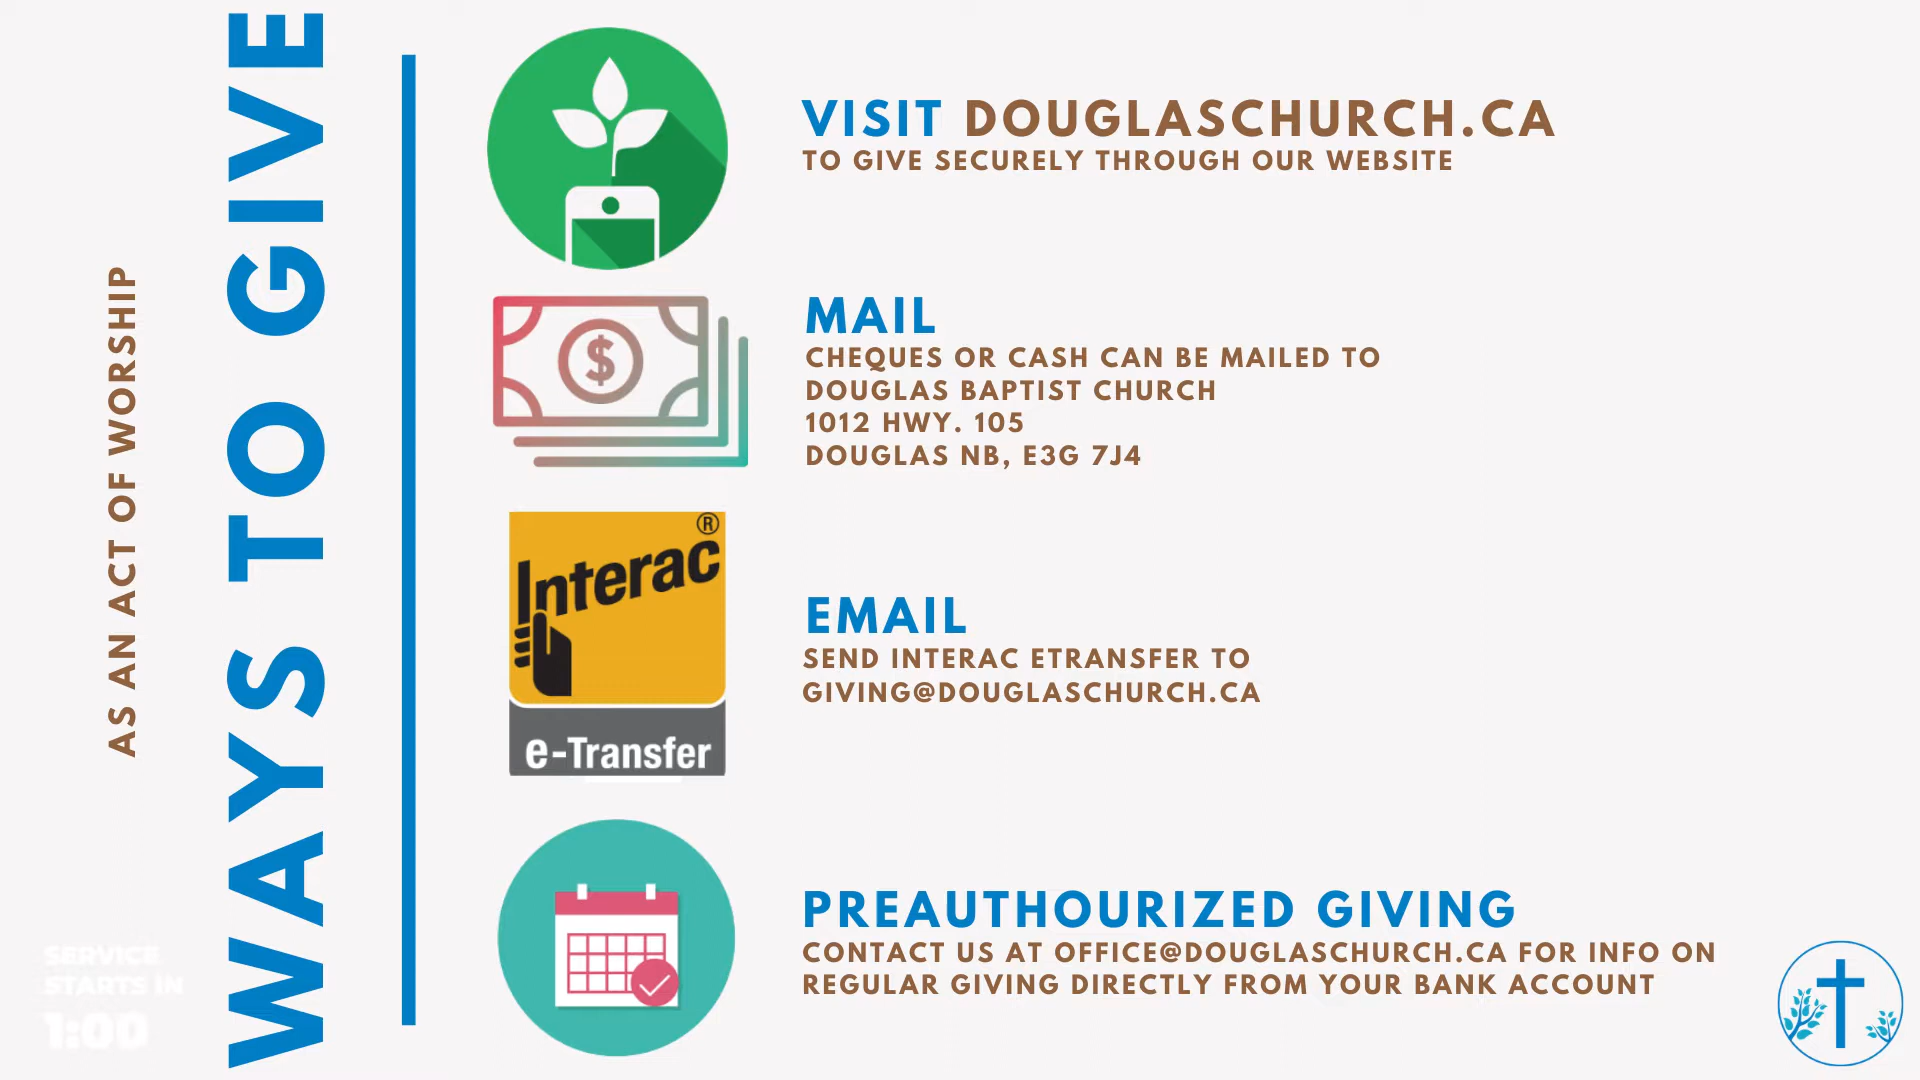 AS AN ACT OF WORSHIP
WAYS TO GIVE
VISIT DOUGLASCHURCH.CA
TO GIVE SECURELY THROUGH OUR WEBSITE
$
MAIL
CHEQUES OR CASH CAN BE MAILED TO
DOUGLAS BAPTIST CHURCH
1012 HWY. 105
DOUGLAS NB, E3G 7J4
Interac®
e-Transfer
EMAIL
SEND INTERAC ETRANSFER TO
GIVING@DOUGLASCHURCH.CA
PREAUTHOURIZED GIVING
CONTACT US AT OFFICE@DOUGLASCHURCH.CA FOR INFO ON
REGULAR GIVING DIRECTLY FROM YOUR BANK ACCOUNT
SERVICE
STARTS IN
1:00